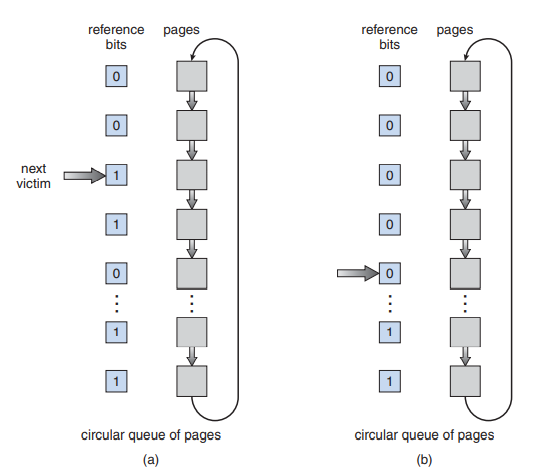 reference pages
bits
0
0
next
victim
1
1
0
1
1
circular queue of pages
(a)
reference pages
bits
0
0
0
0
0
1
1
circular queue of pages
(b)